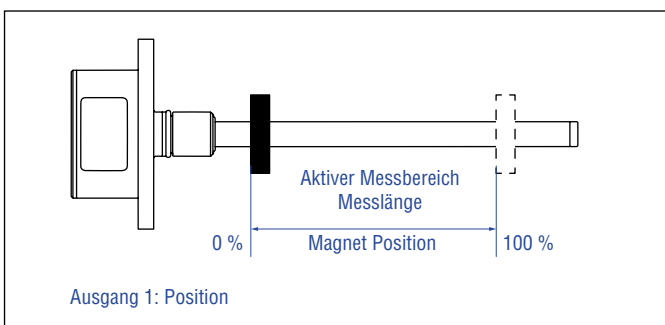 Aktiver Messbereich
Messlänge
0 % Magnet Position 100 %
Ausgang 1: Position